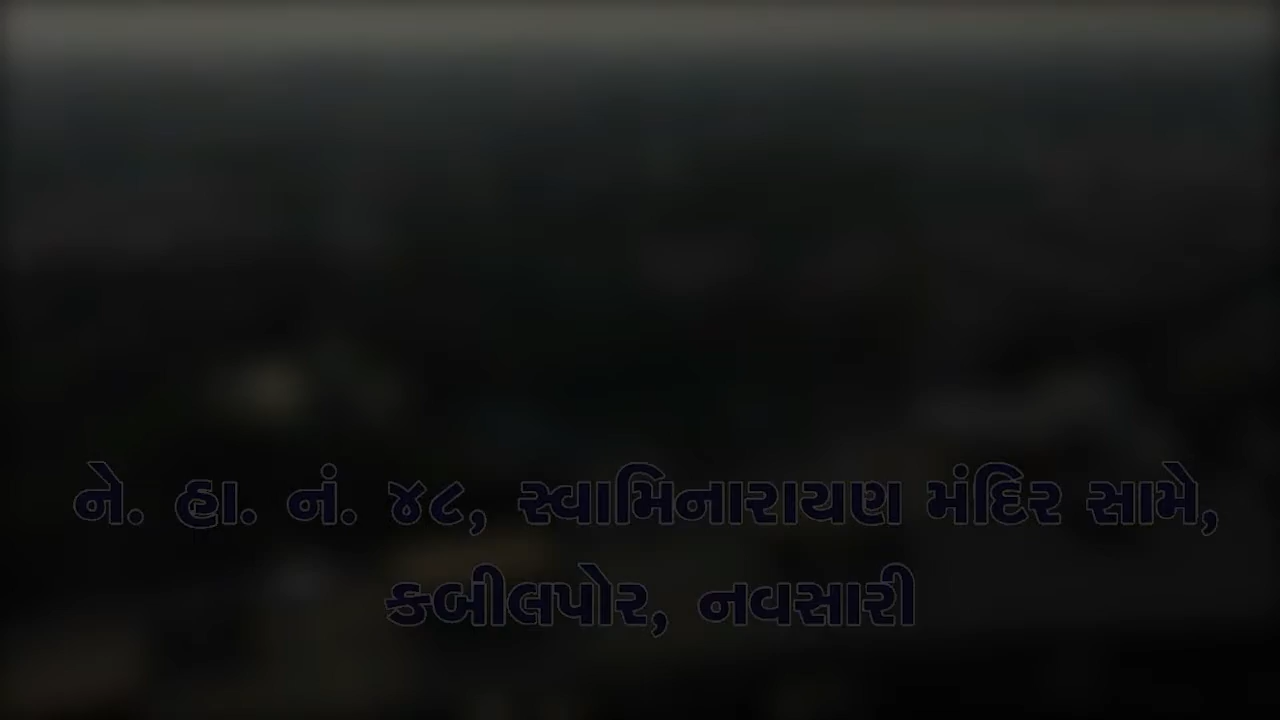 ને. હા. નં. ૪૮, સ્વામિનારાયણ મંદિર સામે,
કબીલપોર, નવસારી